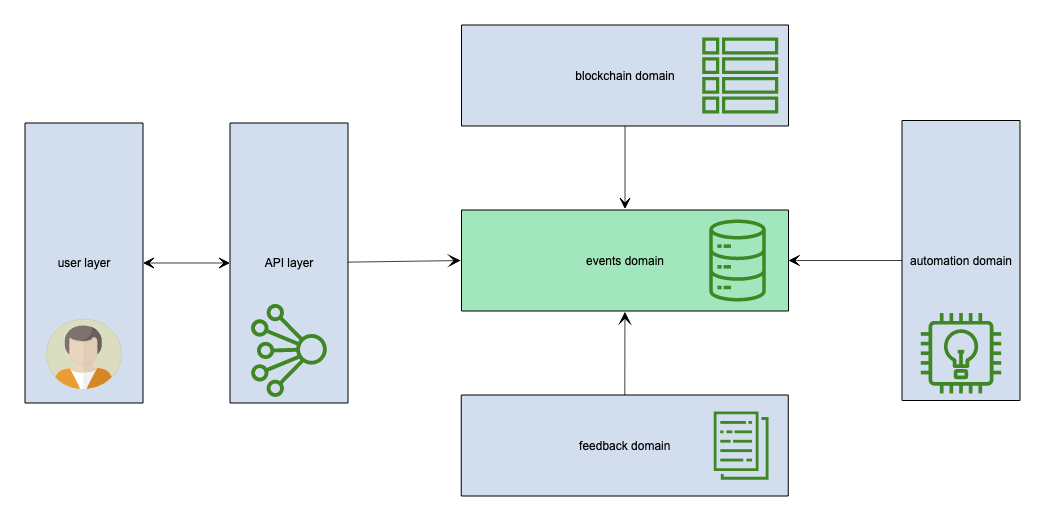 blockchain domain
user layer
API layer
events domain
automation domain
feedback domain